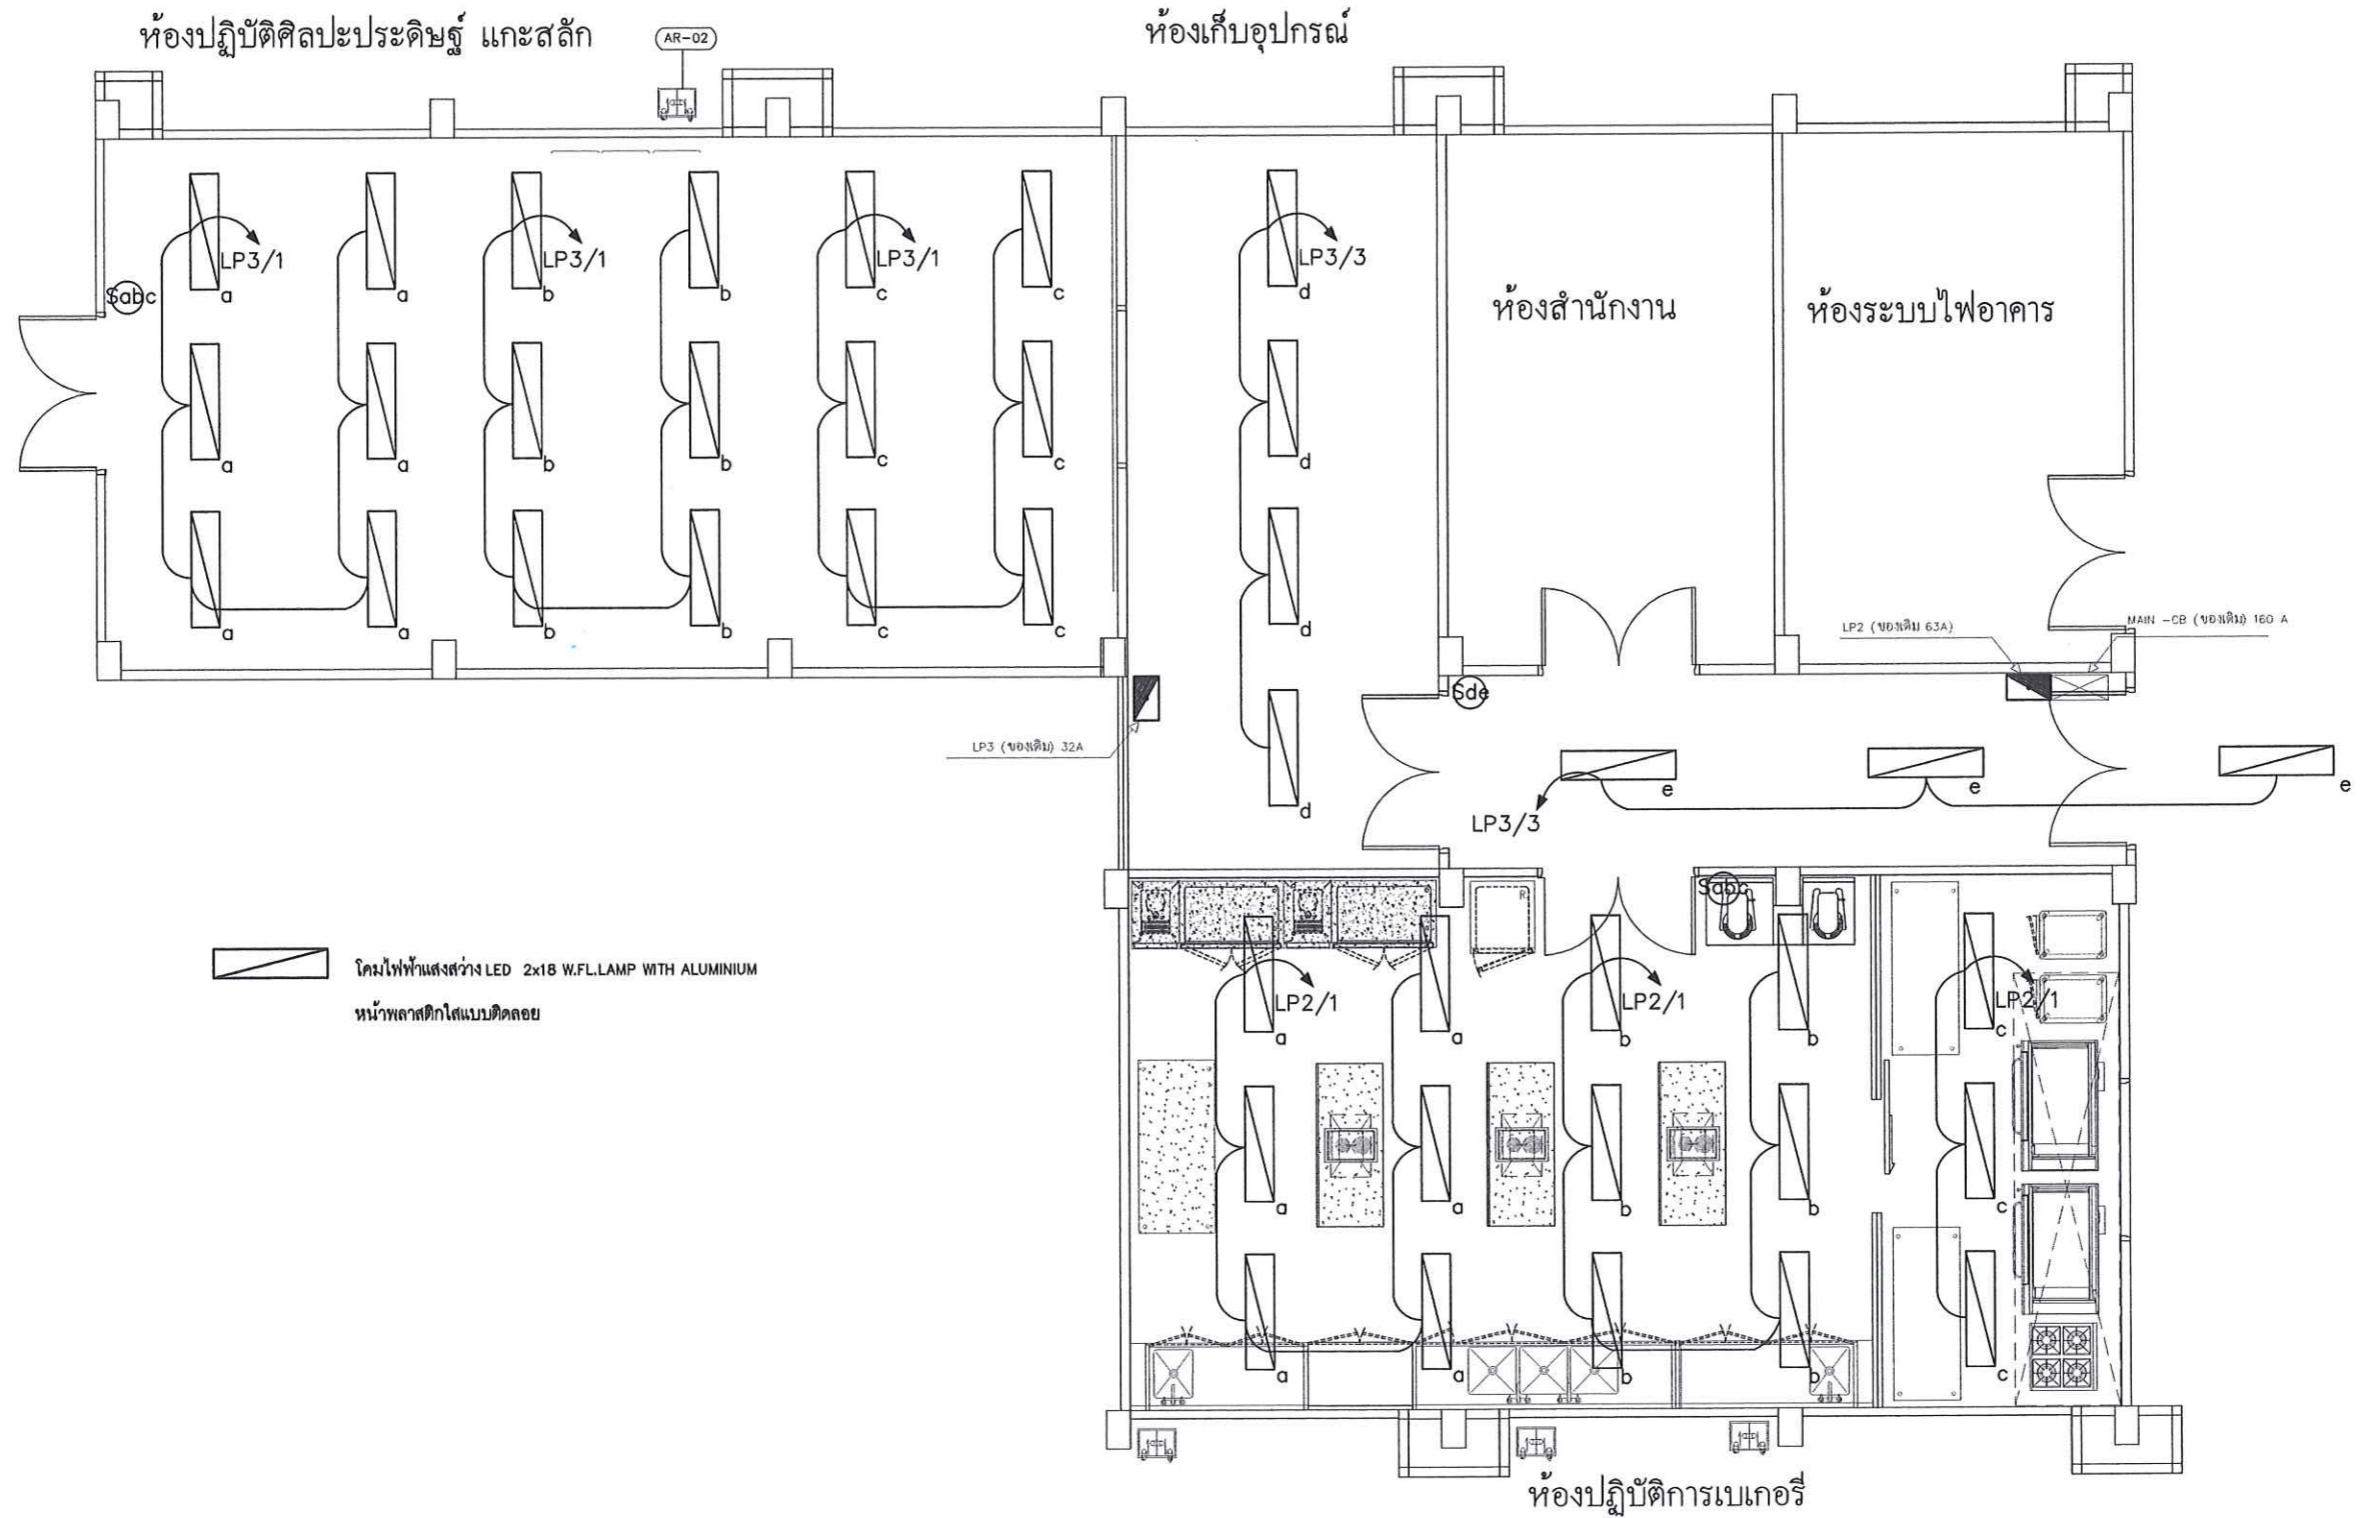 ห้องปฏิบัติศิลปะประดิษฐ์ แกะสลัก
AR-02
ห้องเก็บอุปกรณ์
LP3/1
LP3/1
LP3/1
LP3/3
Sabc
a
a
b
b
c
c
d
ห้องสำนักงาน
ห้องระบบไฟอาคาร
a
a
b
b
c
c
d
a
a
b
b
c
c
d
LP2 (ของเดิม 63A)
MAIN -CB (ของเดิม) 160 A
Sde
LP3 (ของเดิม) 32A
e
e
e
d
LP3/3
Sabc
R
โคมไฟฟ้าแสงสว่าง LED 2x18 W.FL.LAMP WITH ALUMINIUM
หน้าพลาสติกใสแบบติดลอย
LP2/1
LP2/1
LP2/1
a
a
b
b
c
a
a
b
b
c
a
a
b
b
c
ห้องปฏิบัติการเบเกอรี่